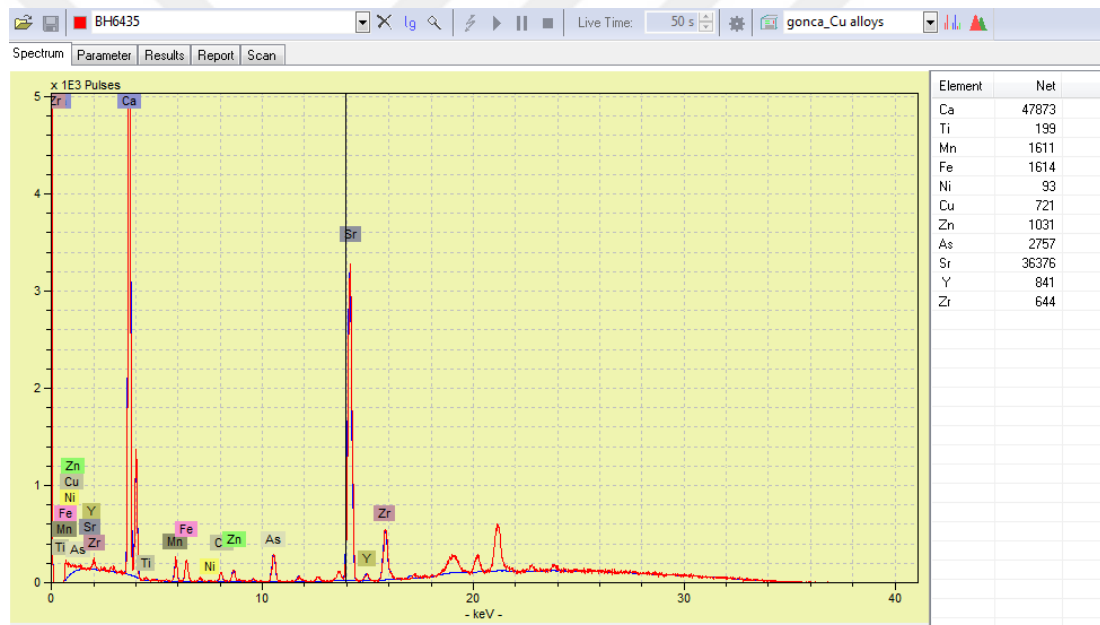 BH6435 lg Live Time: 50 s gonca_Cu alloys
Spectrum Parameter Results Report Scan
x 1E3 Pulses
5
Zr Ca
4
Sr
3
2
Zn
1
Cu
Ni
Fe Y Zr
Mn Sr Mn Fe C Zn As
Ti As Zr Ti Ni Y
0
0 10 20 30 40
- keV -
Element Net
Ca 47873
Ti 199
Mn 1611
Fe 1614
Ni 93
Cu 721
Zn 1031
As 2757
Sr 36376
Y 841
Zr 644